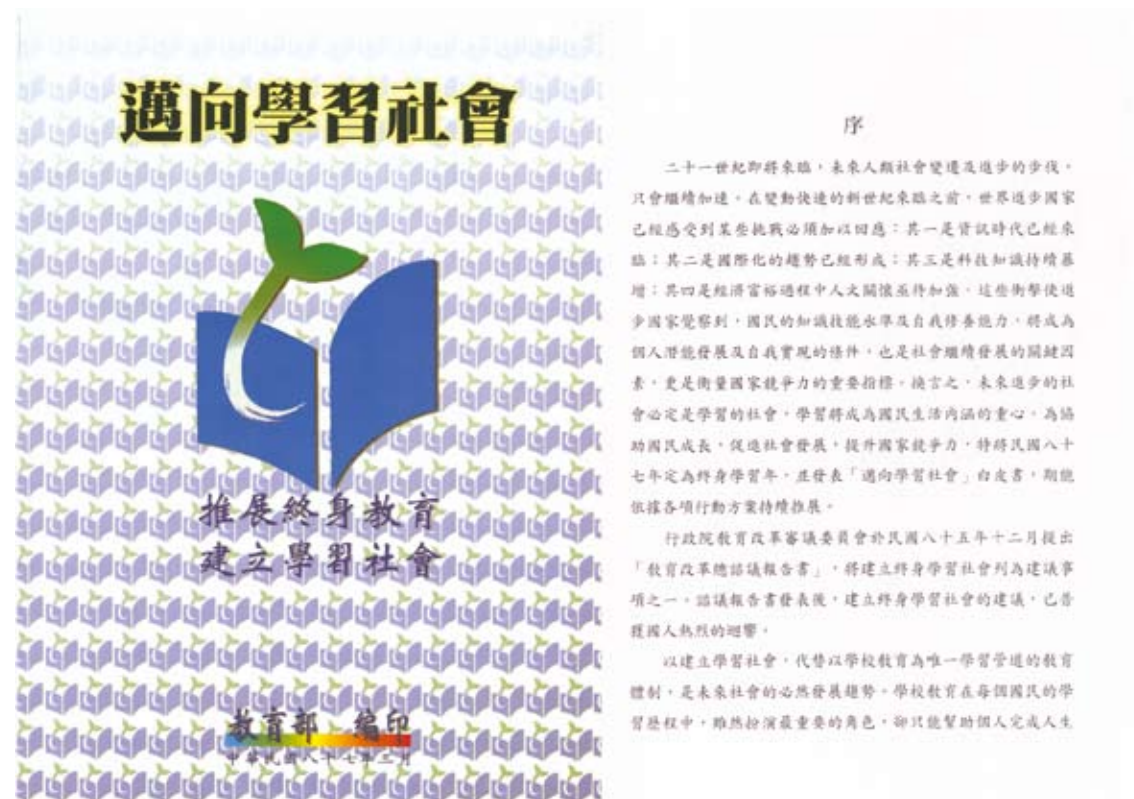 邁向學習社會
推展終身教育
建立學習社會
教育部 編印
中華民國八十七年三月
序
二十一世紀即將來臨，未來人類社會變遷及進步的步伐，
只會繼續加速。在變動快速的新世紀來臨之前，世界進步國家
已經感受到某些挑戰必須加以回應：其一是資訊時代已經來
臨；其二是國際化的趨勢已經形成；其三是科技知識持續暴
增；其四是經濟富裕過程中人文關懷亟待加強。這些衝擊使進
步國家覺察到，國民的知識技能水準及自我修養能力，將成為
個人潛能發展及自我實現的條件，也是社會繼續發展的關鍵因
素，更是衡量國家競爭力的重要指標。換言之，未來進步的社
會必定是學習的社會，學習將成為國民生活內涵的重心。為協
助國民成長，促進社會發展，提升國家競爭力，特將民國八十
七年定為終身學習年，並發表「邁向學習社會」白皮書，期能
依據各項行動方案持續推展。
行政院教育改革審議委員會於民國八十五年十二月提出
「教育改革總諮議報告書」，將建立終身學習社會列為建議事
項之一。諮議報告書發表後，建立終身學習社會的建議，已普
獲國人熱烈的迴響。
以建立學習社會，代替以學校教育為唯一學習管道的教育
體制，是未來社會的必然發展趨勢。學校教育在每個國民的學
習歷程中，雖然扮演最重要的角色，卻只能幫助個人完成人生